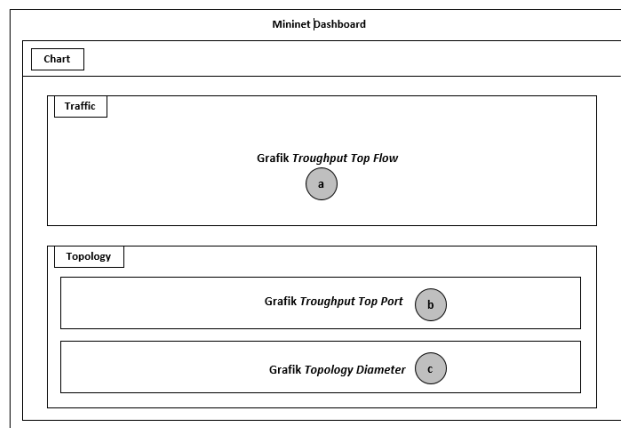 Mininet Dashboard
Chart
Traffic
Grafik Troughput Top Flow
a
Topology
Grafik Troughput Top Port
b
Grafik Topology Diameter
c